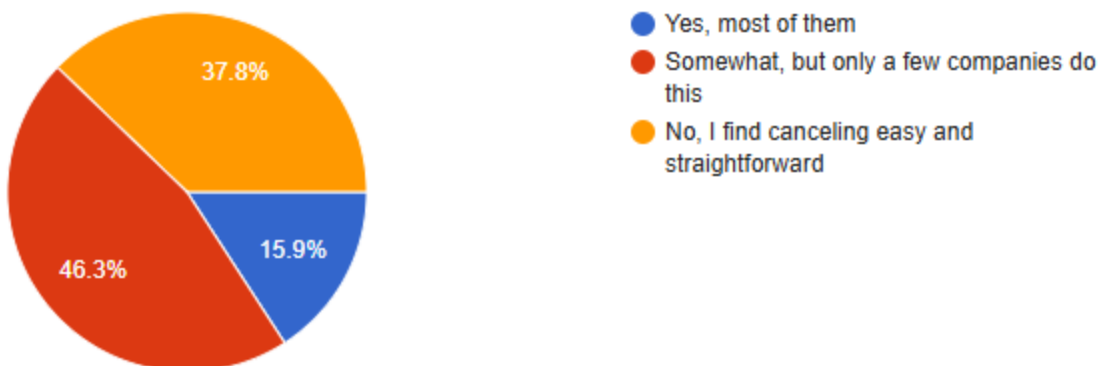 37.8%
46.3%
15.9%
Yes, most of them
Somewhat, but only a few companies do
this
No, I find canceling easy and
straightforward